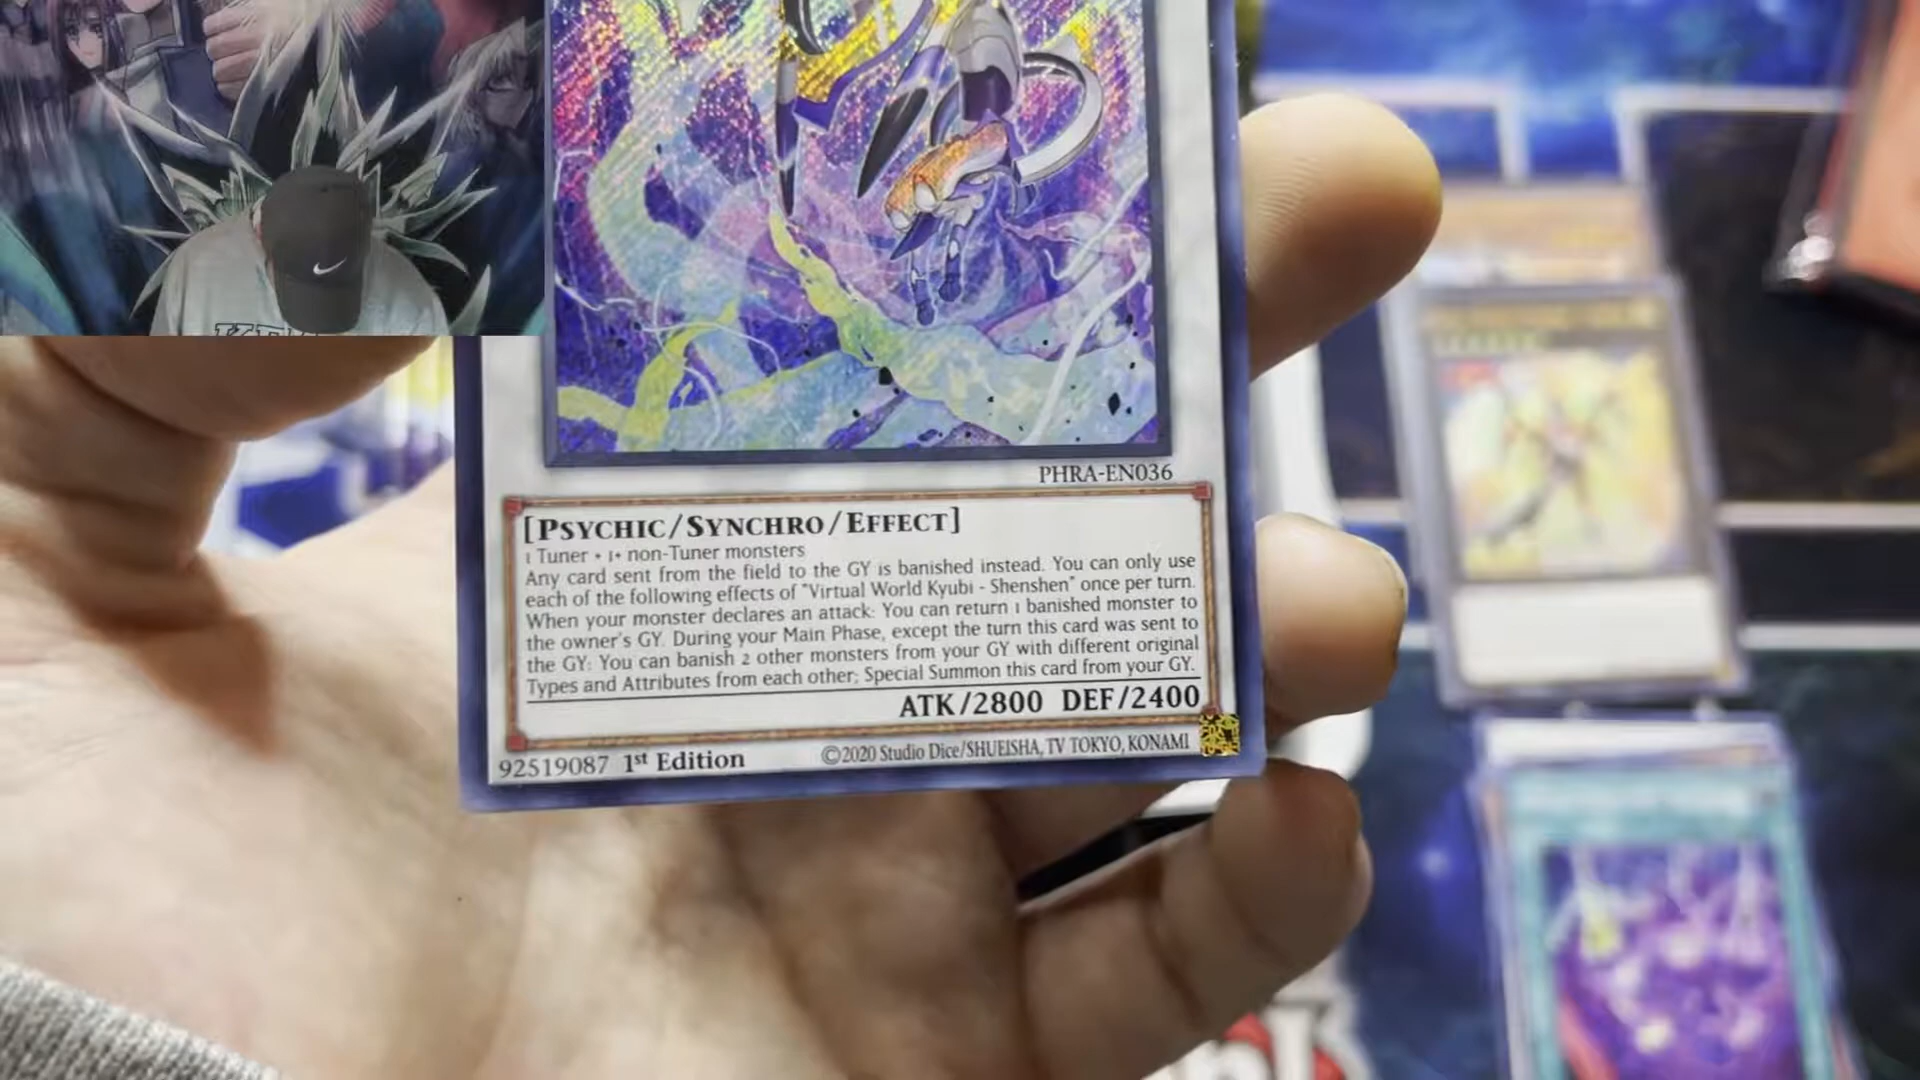 PHRA-EN036
[PSYCHIC/SYNCHRO/EFFECT]
1 Tuner + 1+ non-Tuner monsters
Any card sent from the field to the GY is banished instead. You can only use
each of the following effects of "Virtual World Kyubi - Shenshen" once per turn.
When your monster declares an attack: You can return 1 banished monster to
the owner's GY. During your Main Phase, except the turn this card was sent to
the GY: You can banish 2 other monsters from your GY with different original
Types and Attributes from each other; Special Summon this card from your GY.
ATK/2800 DEF/2400
92519087 1st Edition
©2020 Studio Dice/SHUEISHA, TV TOKYO, KONAMI